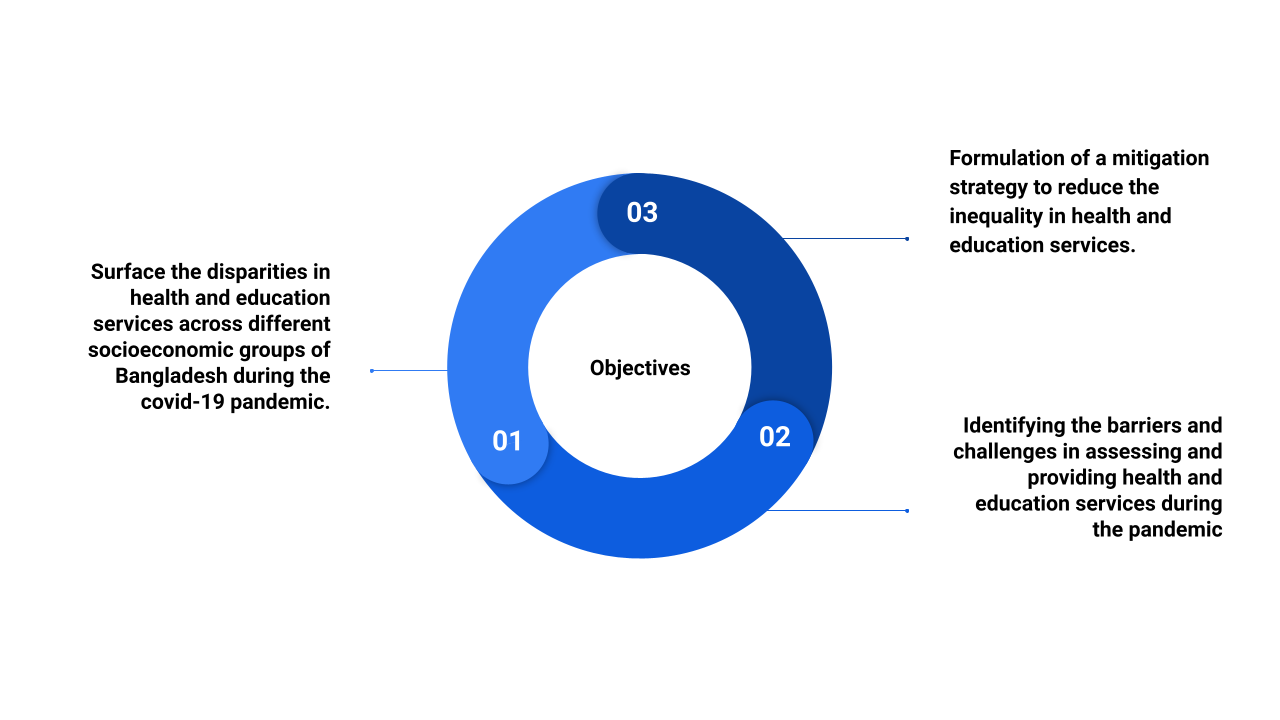 Objectives
01
Surface the disparities in
health and education
services across different
socioeconomic groups of
Bangladesh during the
covid-19 pandemic.
02
Identifying the barriers and
challenges in assessing and
providing health and
education services during
the pandemic
03
Formulation of a mitigation
strategy to reduce the
inequality in health and
education services.